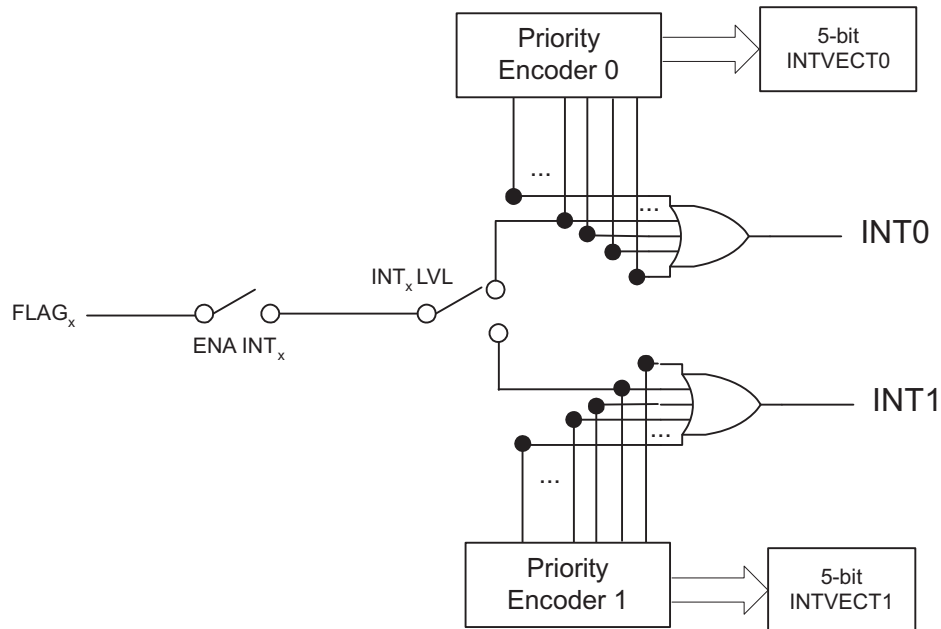 Priority
Encoder 0
5-bit
INTVECT0
...
...
INT0
INTₓ LVL
FLAGₓ
ENA INTₓ
INT1
...
...
Priority
Encoder 1
5-bit
INTVECT1